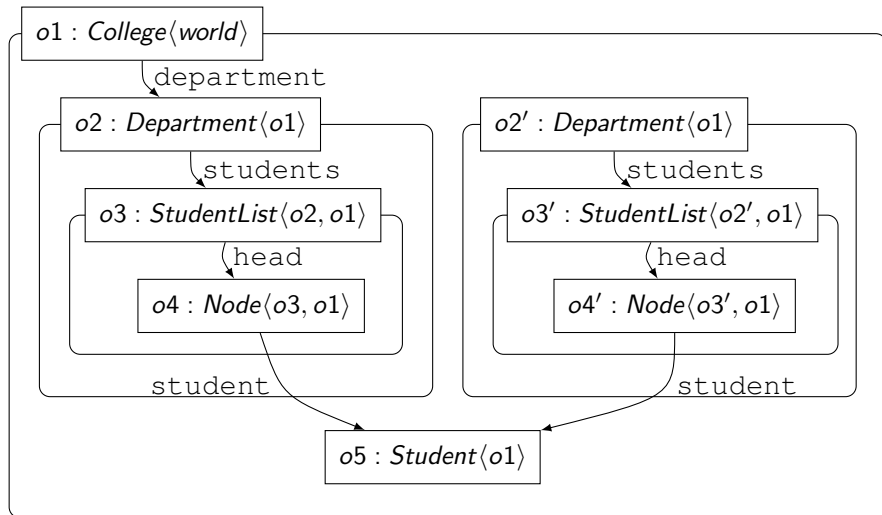 o1 : College⟨world⟩
department
o2 : Department⟨o1⟩
o2′ : Department⟨o1⟩
students
students
o3 : StudentList⟨o2, o1⟩
o3′ : StudentList⟨o2′, o1⟩
head
head
o4 : Node⟨o3, o1⟩
o4′ : Node⟨o3′, o1⟩
student
student
o5 : Student⟨o1⟩